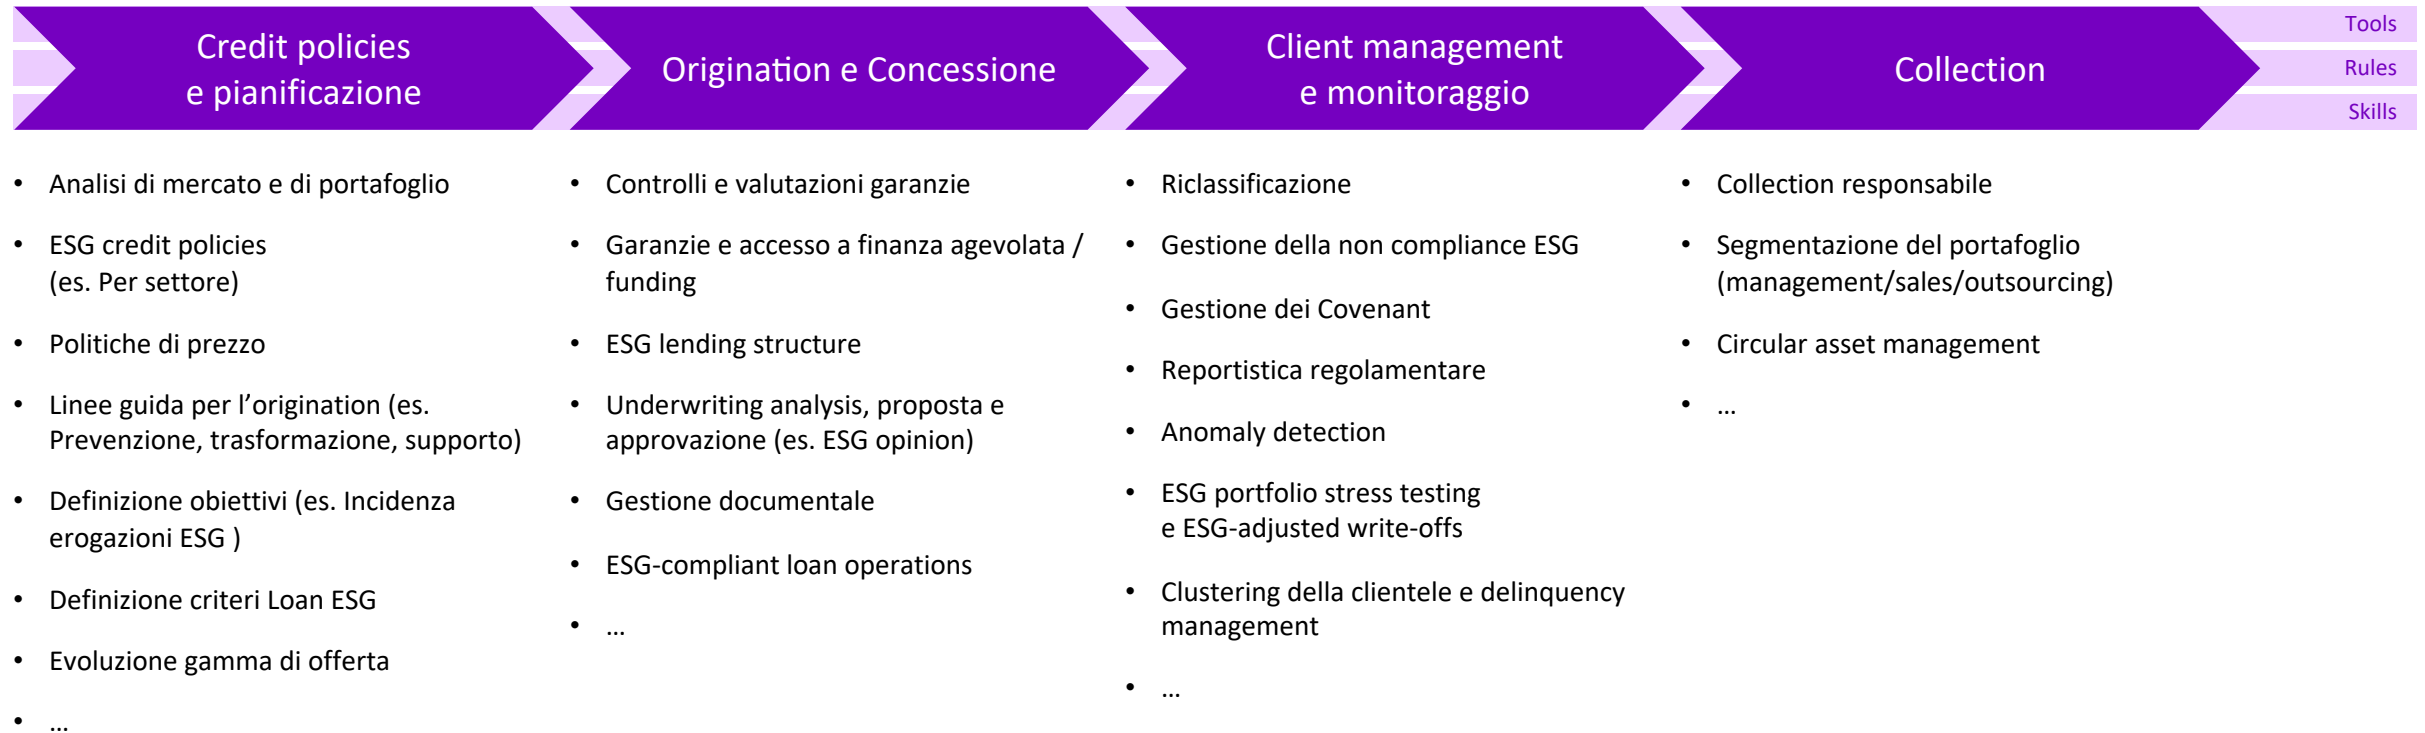 Credit policies
e pianificazione
Origination e Concessione
Client management
e monitoraggio
Collection
Tools
Rules
Skills
• Analisi di mercato e di portafoglio
• ESG credit policies
(es. Per settore)
• Politiche di prezzo
• Linee guida per l’origination (es.
Prevenzione, trasformazione, supporto)
• Definizione obiettivi (es. Incidenza
erogazioni ESG )
• Definizione criteri Loan ESG
• Evoluzione gamma di offerta
• ...
• Controlli e valutazioni garanzie
• Garanzie e accesso a finanza agevolata /
funding
• ESG lending structure
• Underwriting analysis, proposta e
approvazione (es. ESG opinion)
• Gestione documentale
• ESG-compliant loan operations
• ...
• Riclassificazione
• Gestione della non compliance ESG
• Gestione dei Covenant
• Reportistica regolamentare
• Anomaly detection
• ESG portfolio stress testing
e ESG-adjusted write-offs
• Clustering della clientele e delinquency
management
• ...
• Collection responsabile
• Segmentazione del portafoglio
(management/sales/outsourcing)
• Circular asset management
• ...